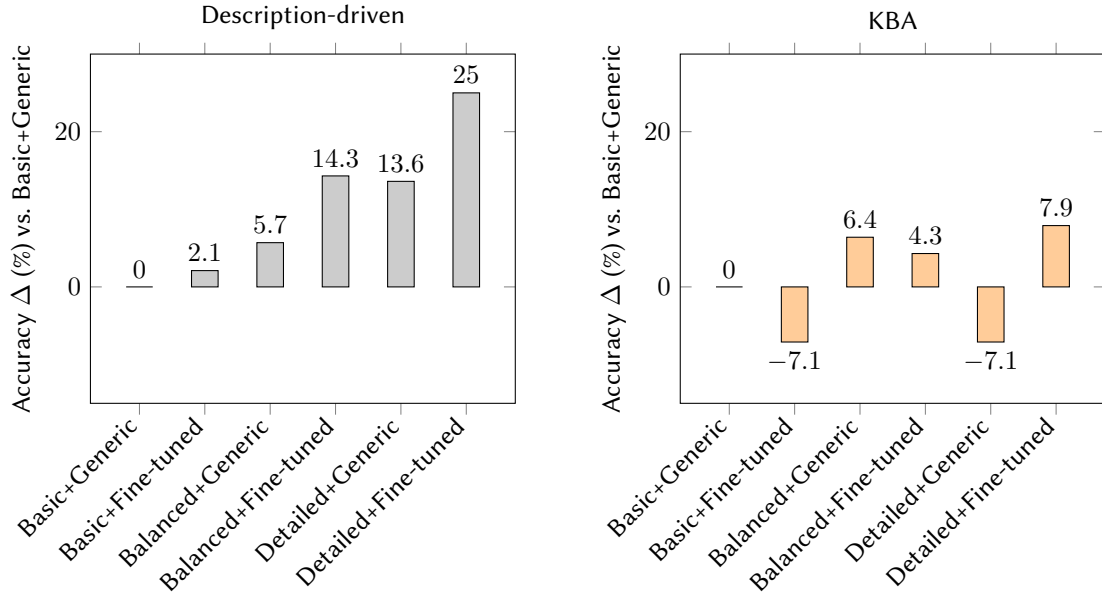 Description-driven
Accuracy Δ (%) vs. Basic+Generic
20
0
0
2.1
5.7
14.3
13.6
25
Basic+Generic
Basic+Fine-tuned
Balanced+Generic
Balanced+Fine-tuned
Detailed+Generic
Detailed+Fine-tuned
KBA
Accuracy Δ (%) vs. Basic+Generic
20
0
0
−7.1
6.4
4.3
−7.1
7.9
Basic+Generic
Basic+Fine-tuned
Balanced+Generic
Balanced+Fine-tuned
Detailed+Generic
Detailed+Fine-tuned